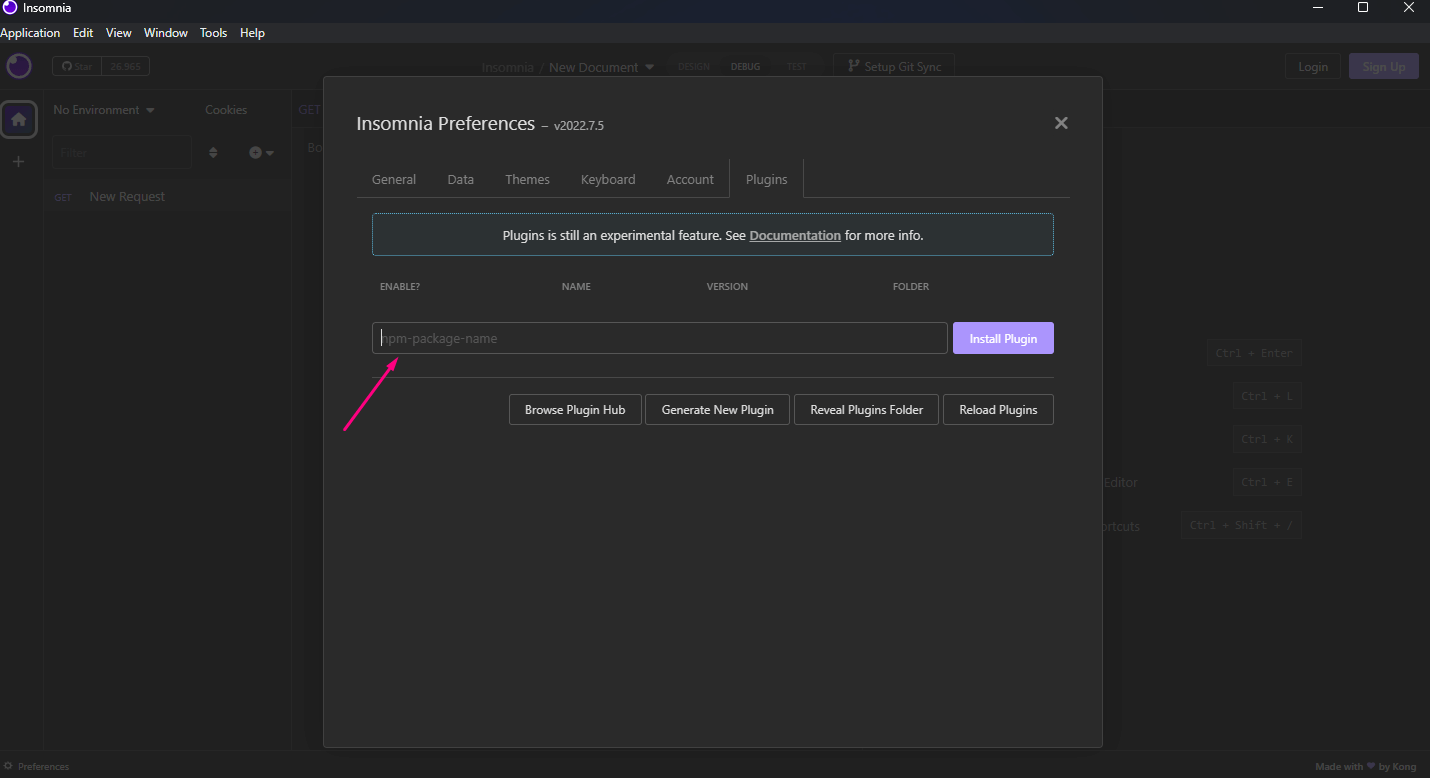 Insomnia
Application Edit View Window Tools Help
Star 26,965 Insomnia / New Document DESIGN DEBUG TEST Setup Git Sync Login Sign Up
No Environment Cookies GET
Filter Bo
GET New Request
Insomnia Preferences – v2022.7.5
General Data Themes Keyboard Account Plugins
Plugins is still an experimental feature. See Documentation for more info.
ENABLE? NAME VERSION FOLDER
npm-package-name Install Plugin
Browse Plugin Hub Generate New Plugin Reveal Plugins Folder Reload Plugins
Ctrl + Enter
Ctrl + L
Ctrl + K
Editor Ctrl + E
ortcuts Ctrl + Shift + /
Preferences Made with by Kong